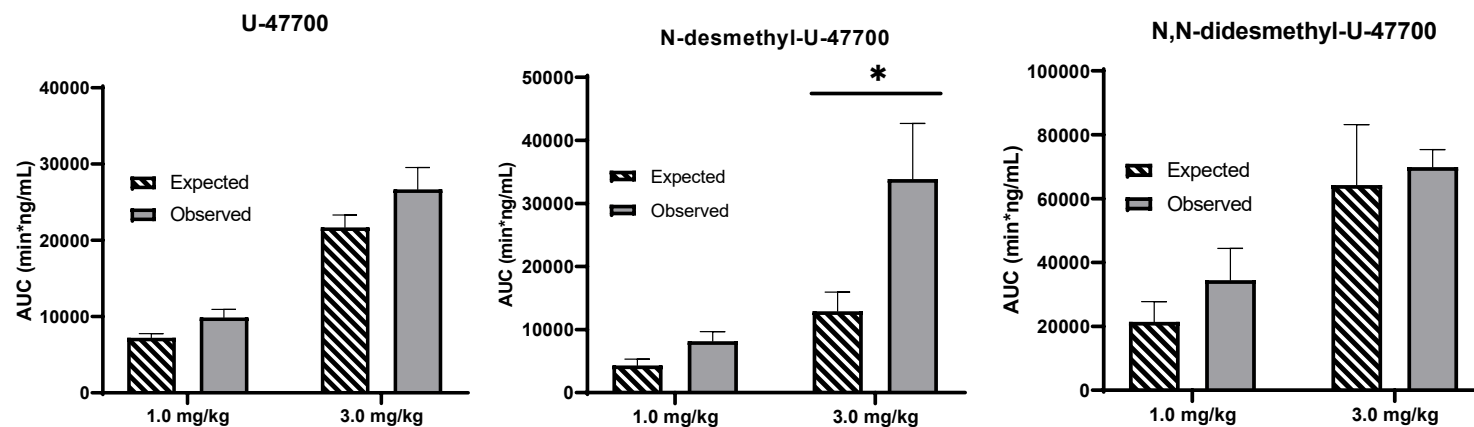 U-47700
AUC (min*ng/mL)
40000
30000
20000
10000
0
Expected
Observed
1.0 mg/kg
3.0 mg/kg
N-desmethyl-U-47700
AUC (min*ng/mL)
50000
40000
30000
20000
10000
0
*
Expected
Observed
1.0 mg/kg
3.0 mg/kg
N,N-didesmethyl-U-47700
AUC (min*ng/mL)
100000
80000
60000
40000
20000
0
Expected
Observed
1.0 mg/kg
3.0 mg/kg